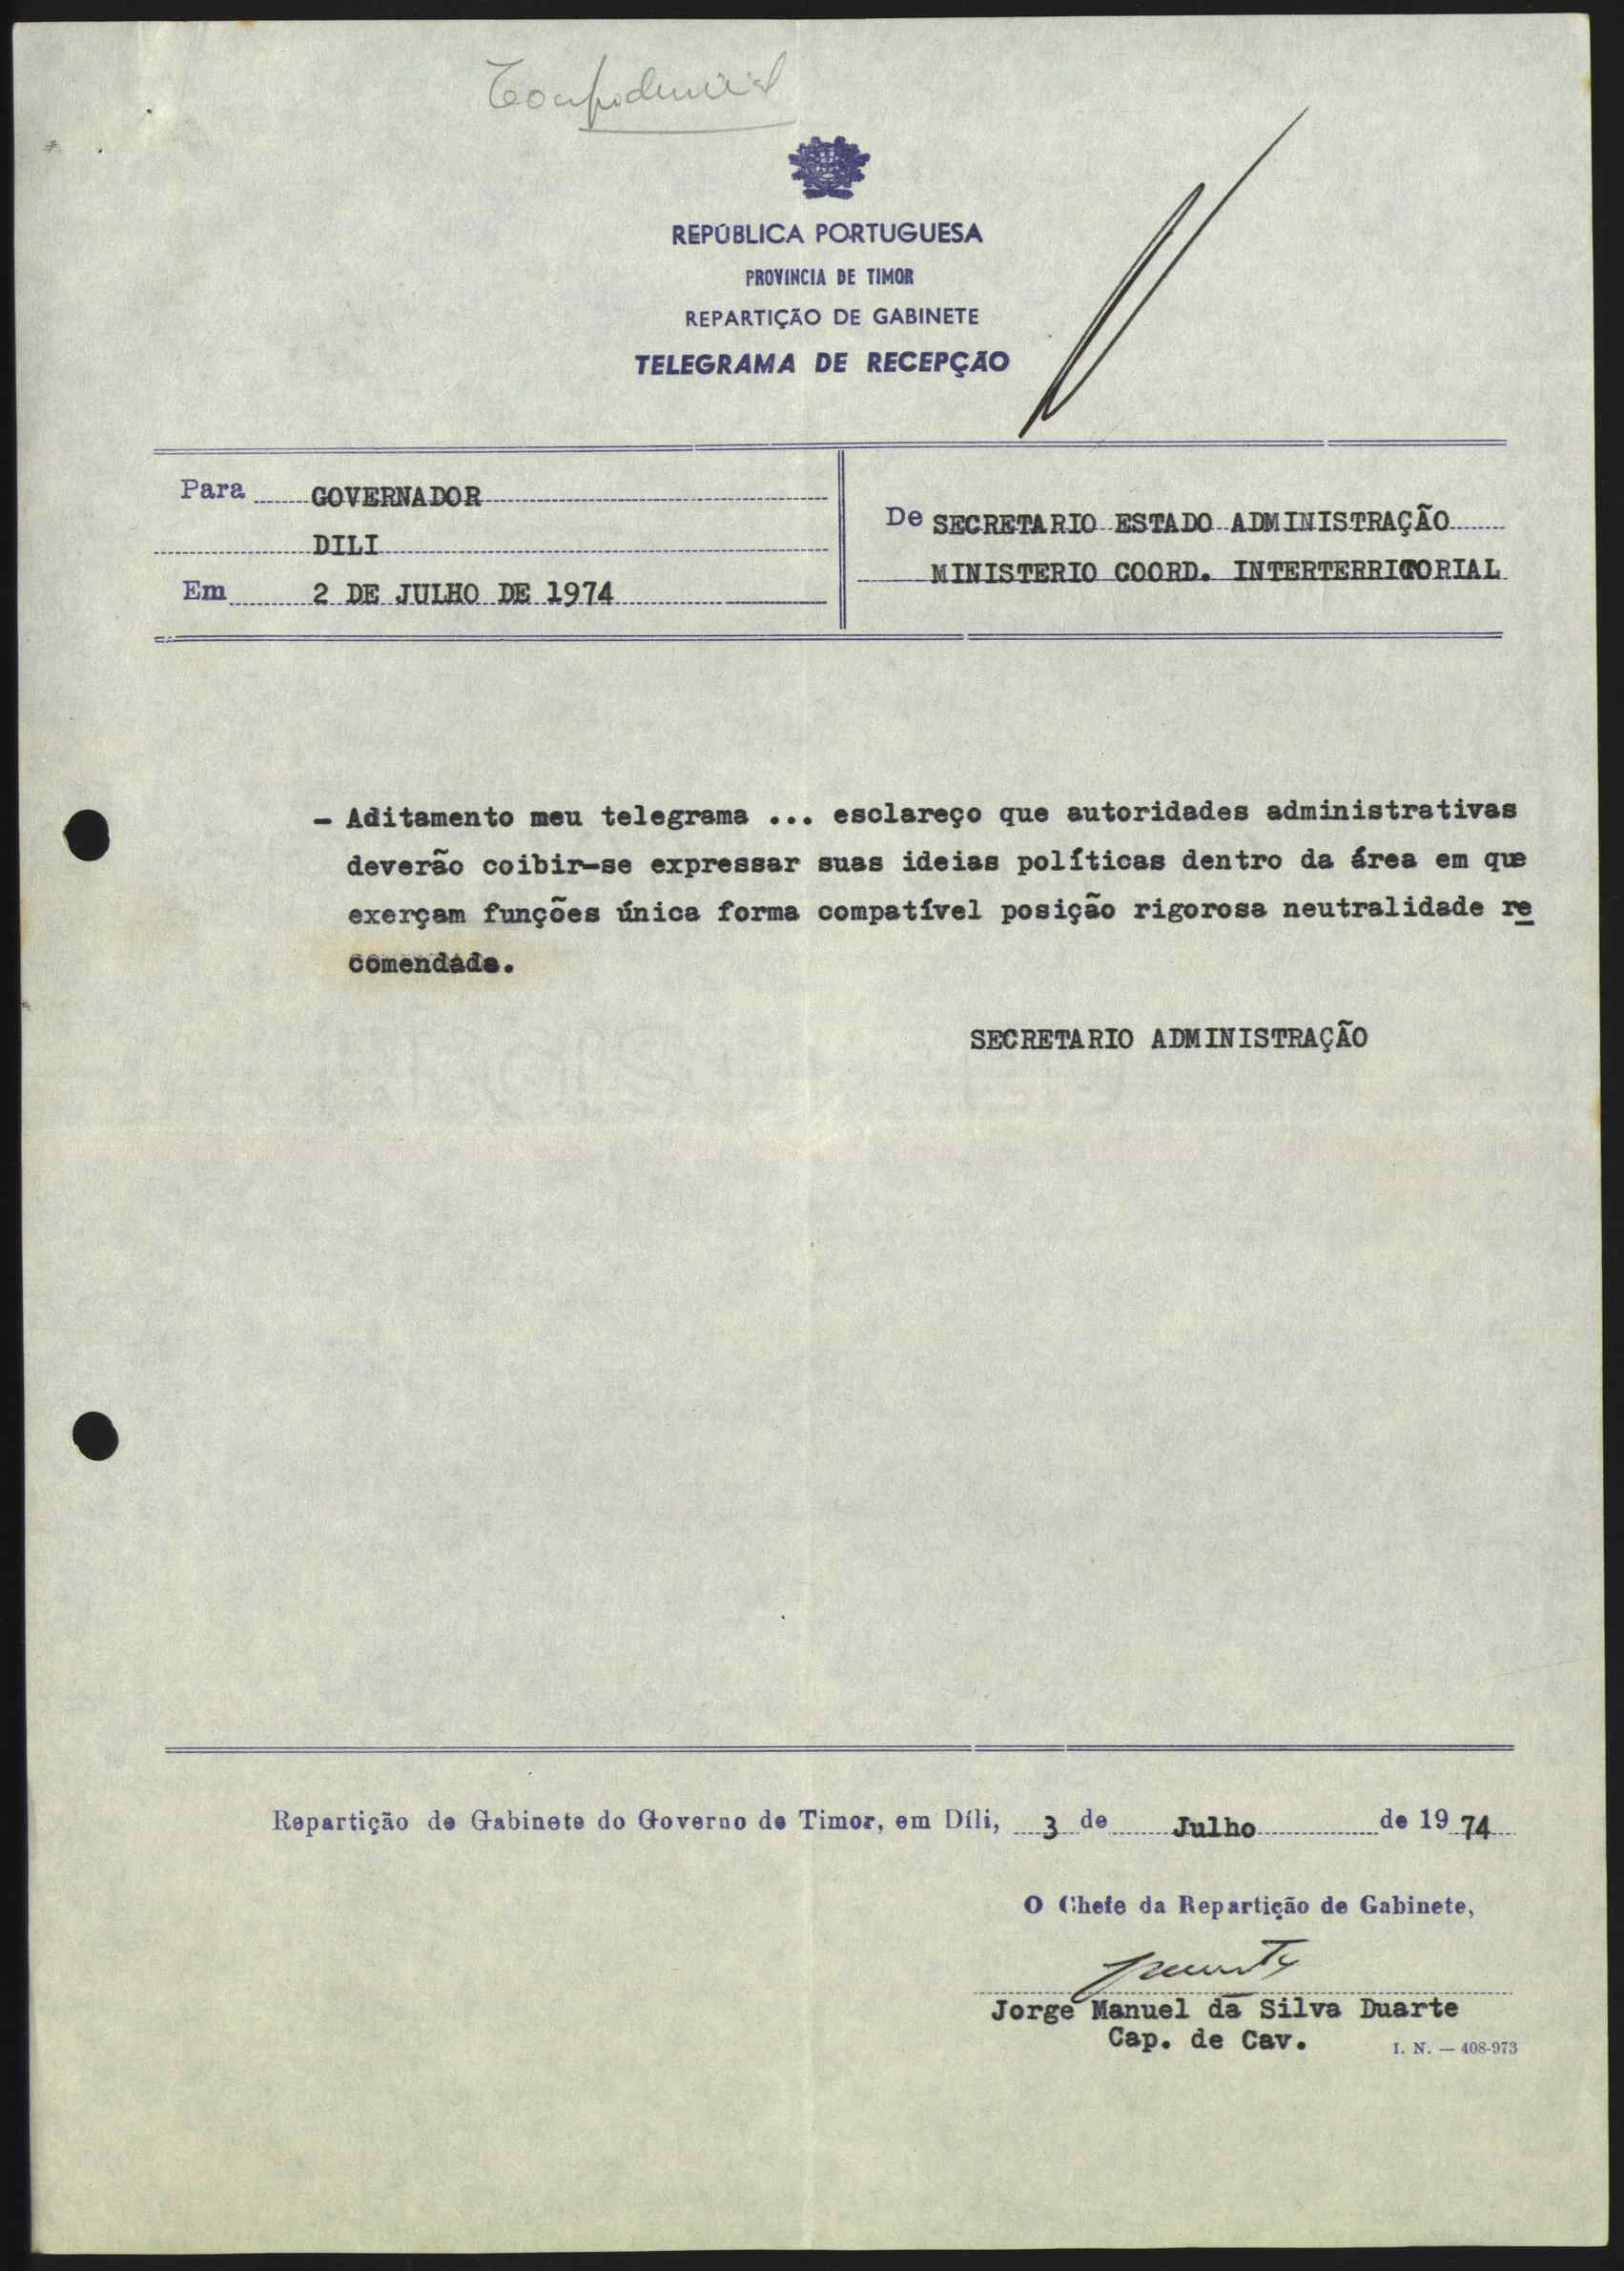 Confidencial
REPÚBLICA PORTUGUESA
PROVINCIA DE TIMOR
REPARTIÇÃO DE GABINETE
TELEGRAMA DE RECEPÇÃO
Para GOVERNADOR
DILI
Em 2 DE JULHO DE 1974
De SECRETARIO ESTADO ADMINISTRAÇÃO
MINISTERIO COORD. INTERTERRITORIAL
- Aditamento meu telegrama ... esclareço que autoridades administrativas
deverão coibir-se expressar suas ideias políticas dentro da área em que
exerçam funções única forma compatível posição rigorosa neutralidade re
comendada.
SECRETARIO ADMINISTRAÇÃO
Repartição de Gabinete do Governo de Timor, em Díli, 3 de Julho de 1974
O Chefe da Repartição de Gabinete,
Jorge Manuel da Silva Duarte
Cap. de Cav.
I. N. — 408-973